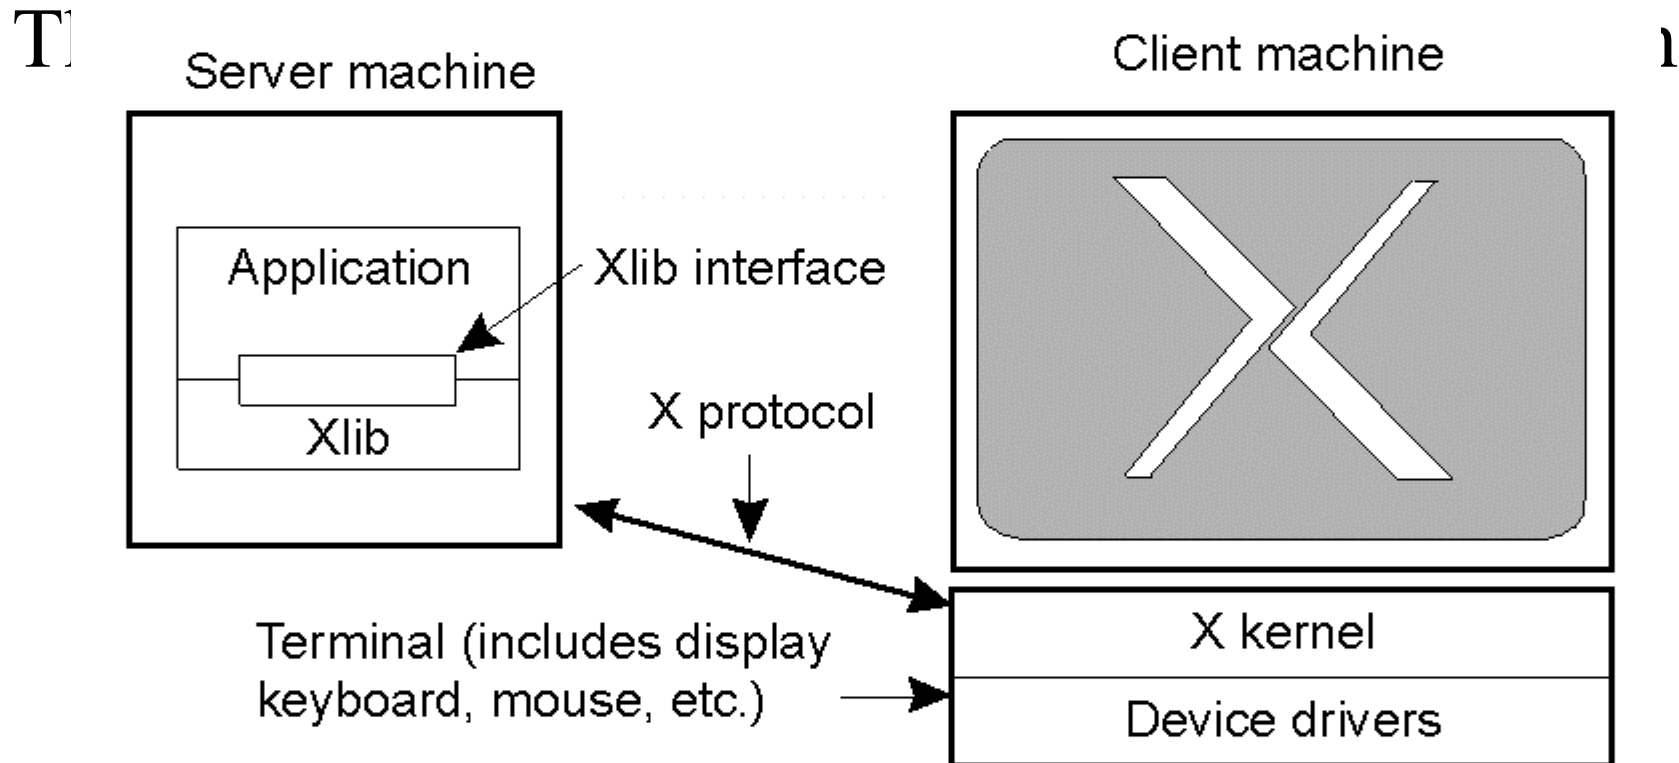 Server machine
Client machine
Application
Xlib interface
Xlib
X protocol
Terminal (includes display
keyboard, mouse, etc.)
X kernel
Device drivers